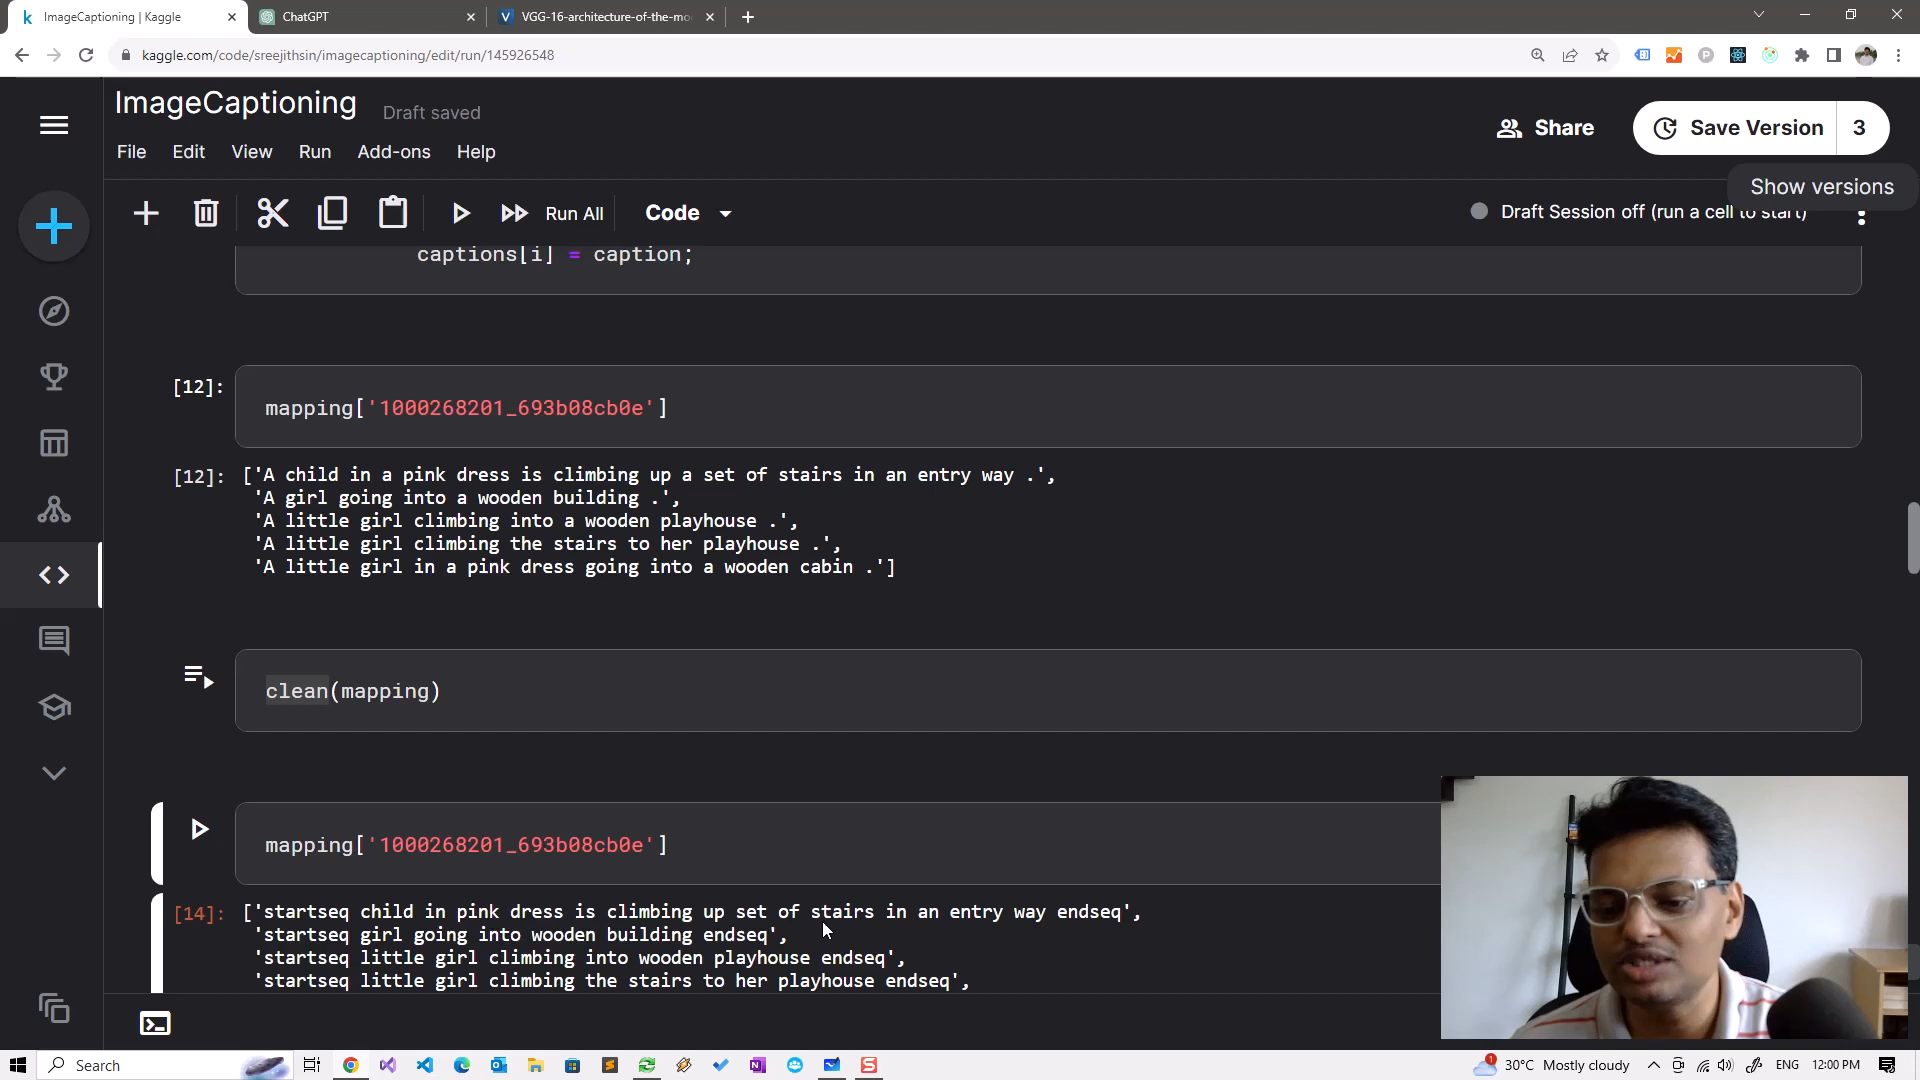 ImageCaptioning | Kaggle
ChatGPT
VGG-16-architecture-of-the-mo
kaggle.com/code/sreejithsin/imagecaptioning/edit/run/145926548
ImageCaptioning
Draft saved
File Edit View Run Add-ons Help
Share
Save Version 3
Show versions
Run All
Code
Draft Session off (run a cell to start)
captions[i] = caption;
[12]:
mapping['1000268201_693b08cb0e']
[12]: ['A child in a pink dress is climbing up a set of stairs in an entry way .',
'A girl going into a wooden building .',
'A little girl climbing into a wooden playhouse .',
'A little girl climbing the stairs to her playhouse .',
'A little girl in a pink dress going into a wooden cabin .']
clean(mapping)
mapping['1000268201_693b08cb0e']
[14]: ['startseq child in pink dress is climbing up set of stairs in an entry way endseq',
'startseq girl going into wooden building endseq',
'startseq little girl climbing into wooden playhouse endseq',
'startseq little girl climbing the stairs to her playhouse endseq',
Search
1
30°C Mostly cloudy
ENG
12:00 PM